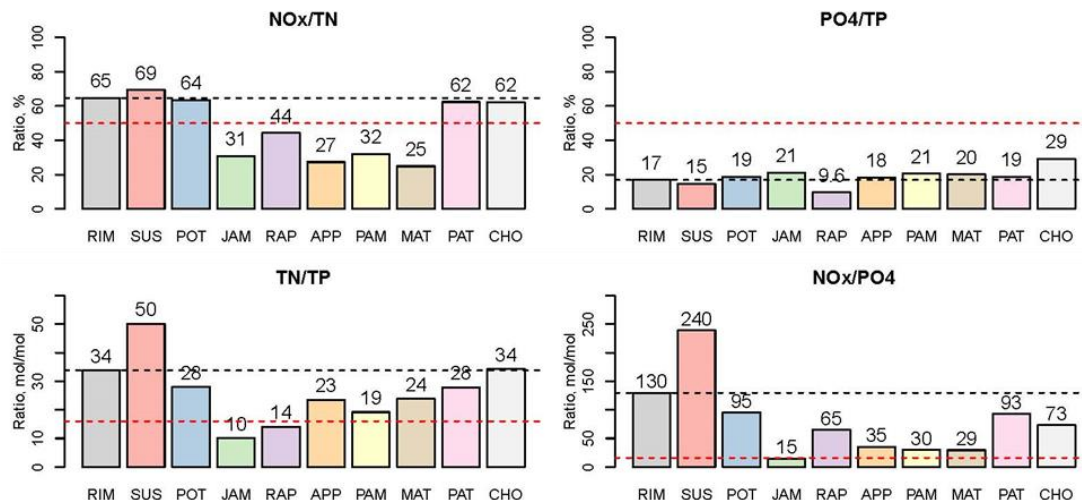 NOx/TN
Ratio, %
100
80
60
40
20
0
65 69 64 31 44 27 32 25 62 62
RIM SUS POT JAM RAP APP PAM MAT PAT CHO
PO4/TP
Ratio, %
100
80
60
40
20
0
17 15 19 21 9.6 18 21 20 19 29
RIM SUS POT JAM RAP APP PAM MAT PAT CHO
TN/TP
Ratio, mol/mol
50
30
10
0
34 50 28 10 14 23 19 24 28 34
RIM SUS POT JAM RAP APP PAM MAT PAT CHO
NOx/PO4
Ratio, mol/mol
250
150
50
0
130 240 95 15 65 35 30 29 93 73
RIM SUS POT JAM RAP APP PAM MAT PAT CHO